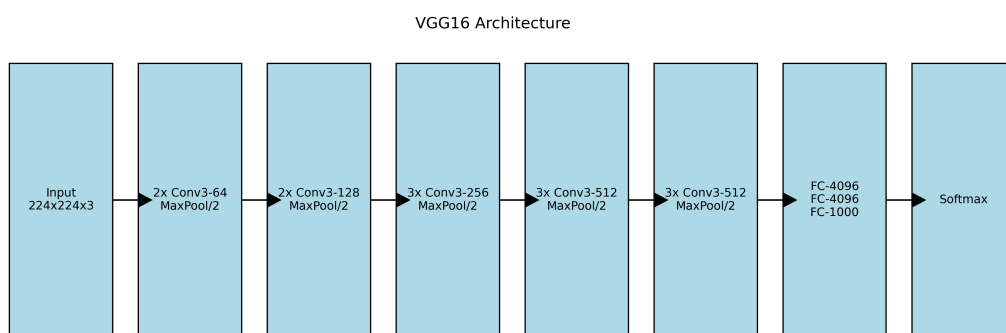 VGG16 Architecture
Input
224x224x3
2x Conv3-64
MaxPool/2
2x Conv3-128
MaxPool/2
3x Conv3-256
MaxPool/2
3x Conv3-512
MaxPool/2
3x Conv3-512
MaxPool/2
FC-4096
FC-4096
FC-1000
Softmax